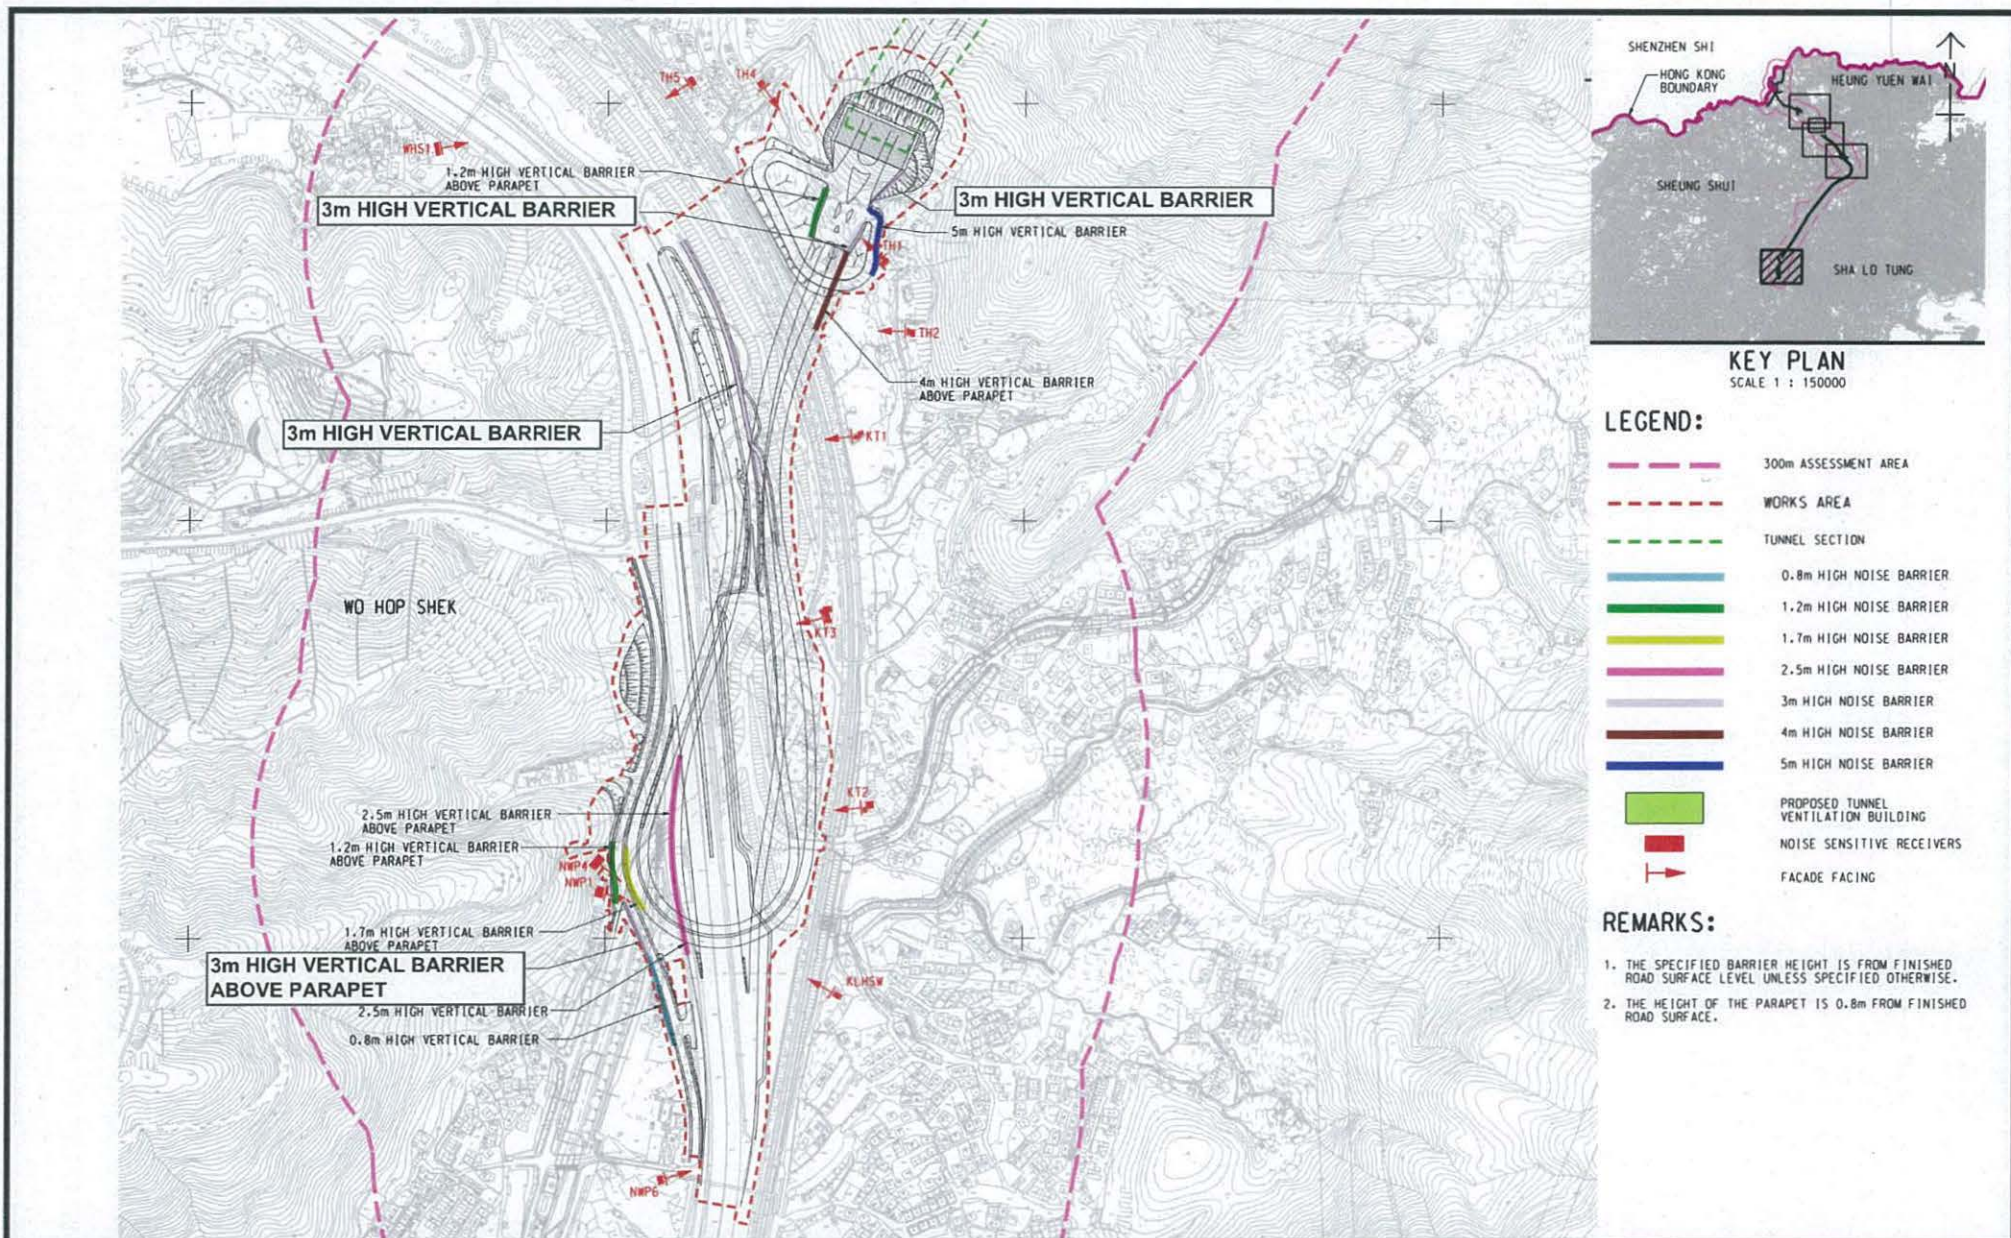 TH5
TH4
WHS1
1.2m HIGH VERTICAL BARRIER
ABOVE PARAPET
3m HIGH VERTICAL BARRIER
3m HIGH VERTICAL BARRIER
5m HIGH VERTICAL BARRIER
TH1
TH2
4m HIGH VERTICAL BARRIER
ABOVE PARAPET
3m HIGH VERTICAL BARRIER
KT1
WO HOP SHEK
KT3
KT2
2.5m HIGH VERTICAL BARRIER
ABOVE PARAPET
1.2m HIGH VERTICAL BARRIER
ABOVE PARAPET
NWP4
NWP1
1.7m HIGH VERTICAL BARRIER
ABOVE PARAPET
3m HIGH VERTICAL BARRIER
ABOVE PARAPET
KLHSW
2.5m HIGH VERTICAL BARRIER
0.8m HIGH VERTICAL BARRIER
NWP6
SHENZHEN SHI
HONG KONG
BOUNDARY
HEUNG YUEN WAI
N
SHEUNG SHUI
SHA LO TUNG
KEY PLAN
SCALE 1 : 150000
LEGEND:
300m ASSESSMENT AREA
WORKS AREA
TUNNEL SECTION
0.8m HIGH NOISE BARRIER
1.2m HIGH NOISE BARRIER
1.7m HIGH NOISE BARRIER
2.5m HIGH NOISE BARRIER
3m HIGH NOISE BARRIER
4m HIGH NOISE BARRIER
5m HIGH NOISE BARRIER
PROPOSED TUNNEL
VENTILATION BUILDING
NOISE SENSITIVE RECEIVERS
FACADE FACING
REMARKS:
1. THE SPECIFIED BARRIER HEIGHT IS FROM FINISHED
ROAD SURFACE LEVEL UNLESS SPECIFIED OTHERWISE.
2. THE HEIGHT OF THE PARAPET IS 0.8m FROM FINISHED
ROAD SURFACE.